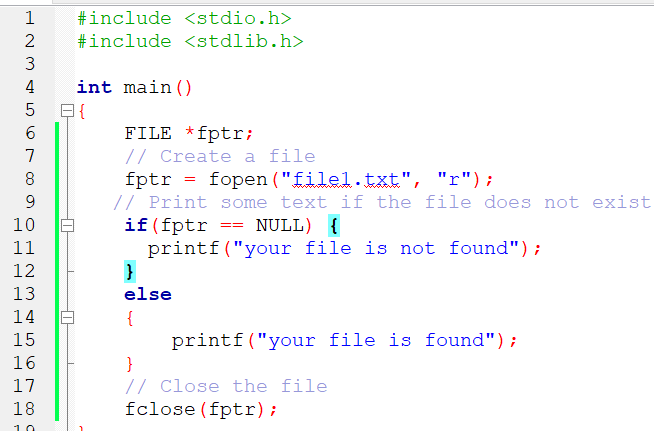 1 #include <stdio.h>
2 #include <stdlib.h>
3
4 int main()
5 {
6 FILE *fptr;
7 // Create a file
8 fptr = fopen("file1.txt", "r");
9 // Print some text if the file does not exist
10 if(fptr == NULL) {
11 printf("your file is not found");
12 }
13 else
14 {
15 printf("your file is found");
16 }
17 // Close the file
18 fclose(fptr);
19 }